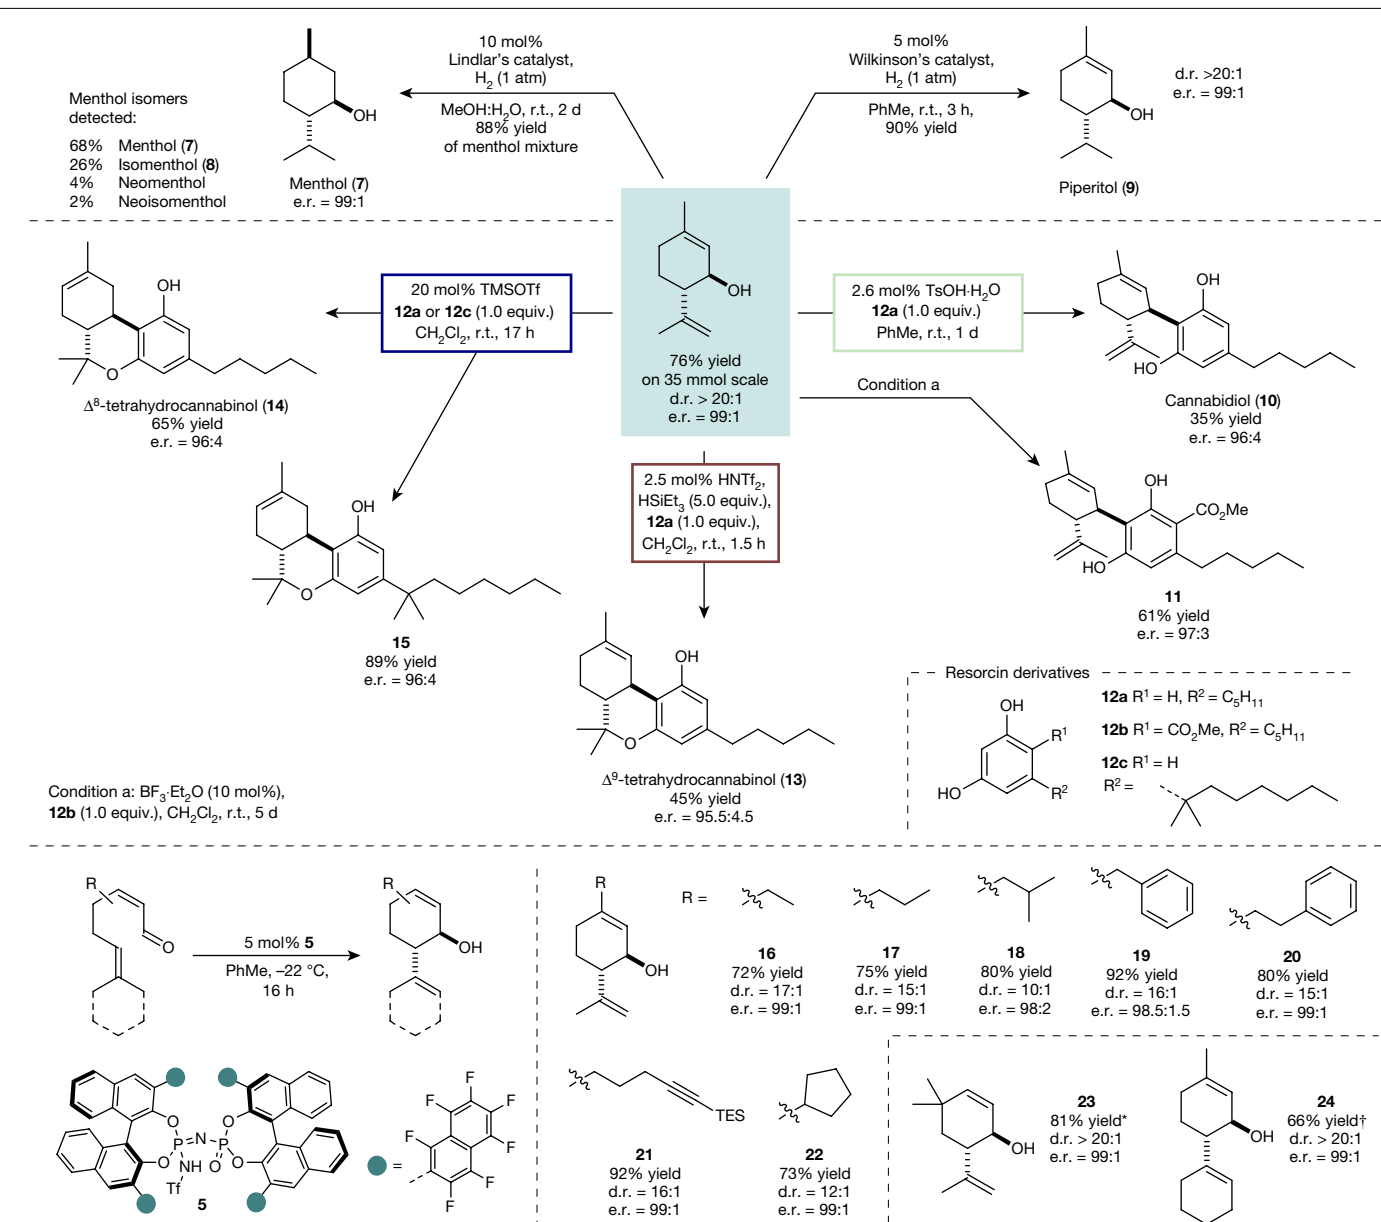 10 mol%
Lindlar's catalyst,
H2 (1 atm)
MeOH:H2O, r.t., 2 d
88% yield
of menthol mixture
5 mol%
Wilkinson's catalyst,
H2 (1 atm)
PhMe, r.t., 3 h,
90% yield
d.r. >20:1
e.r. = 99:1
Menthol isomers
detected:
68% Menthol (7)
26% Isomenthol (8)
4% Neomenthol
2% Neoisomenthol
OH
Menthol (7)
e.r. = 99:1
OH
Piperitol (9)
OH
76% yield
on 35 mmol scale
d.r. > 20:1
e.r. = 99:1
20 mol% TMSOTf
12a or 12c (1.0 equiv.)
CH2Cl2, r.t., 17 h
2.6 mol% TsOH·H2O
12a (1.0 equiv.)
PhMe, r.t., 1 d
OH
O
Δ8-tetrahydrocannabinol (14)
65% yield
e.r. = 96:4
OH
HO
Cannabidiol (10)
35% yield
e.r. = 96:4
Condition a
2.5 mol% HNTf2,
HSiEt3 (5.0 equiv.),
12a (1.0 equiv.),
CH2Cl2, r.t., 1.5 h
OH
O
15
89% yield
e.r. = 96:4
OH
CO2Me
HO
11
61% yield
e.r. = 97:3
OH
O
Δ9-tetrahydrocannabinol (13)
45% yield
e.r. = 95.5:4.5
Resorcin derivatives
OH
R1
R2
HO
12a R1 = H, R2 = C5H11
12b R1 = CO2Me, R2 = C5H11
12c R1 = H
R2 =
Condition a: BF3·Et2O (10 mol%),
12b (1.0 equiv.), CH2Cl2, r.t., 5 d
R
O
5 mol% 5
PhMe, –22 °C,
16 h
R
OH
R
OH
R =
16
72% yield
d.r. = 17:1
e.r. = 99:1
17
75% yield
d.r. = 15:1
e.r. = 99:1
18
80% yield
d.r. = 10:1
e.r. = 98:2
19
92% yield
d.r. = 16:1
e.r. = 98.5:1.5
20
80% yield
d.r. = 15:1
e.r. = 99:1
O O
P N P
O NH O O
Tf
5
=
F F
F F
F F
F
TES
21
92% yield
d.r. = 16:1
e.r. = 99:1
22
73% yield
d.r. = 12:1
e.r. = 99:1
OH
23
81% yield*
d.r. > 20:1
e.r. = 99:1
OH
24
66% yield†
d.r. > 20:1
e.r. = 99:1